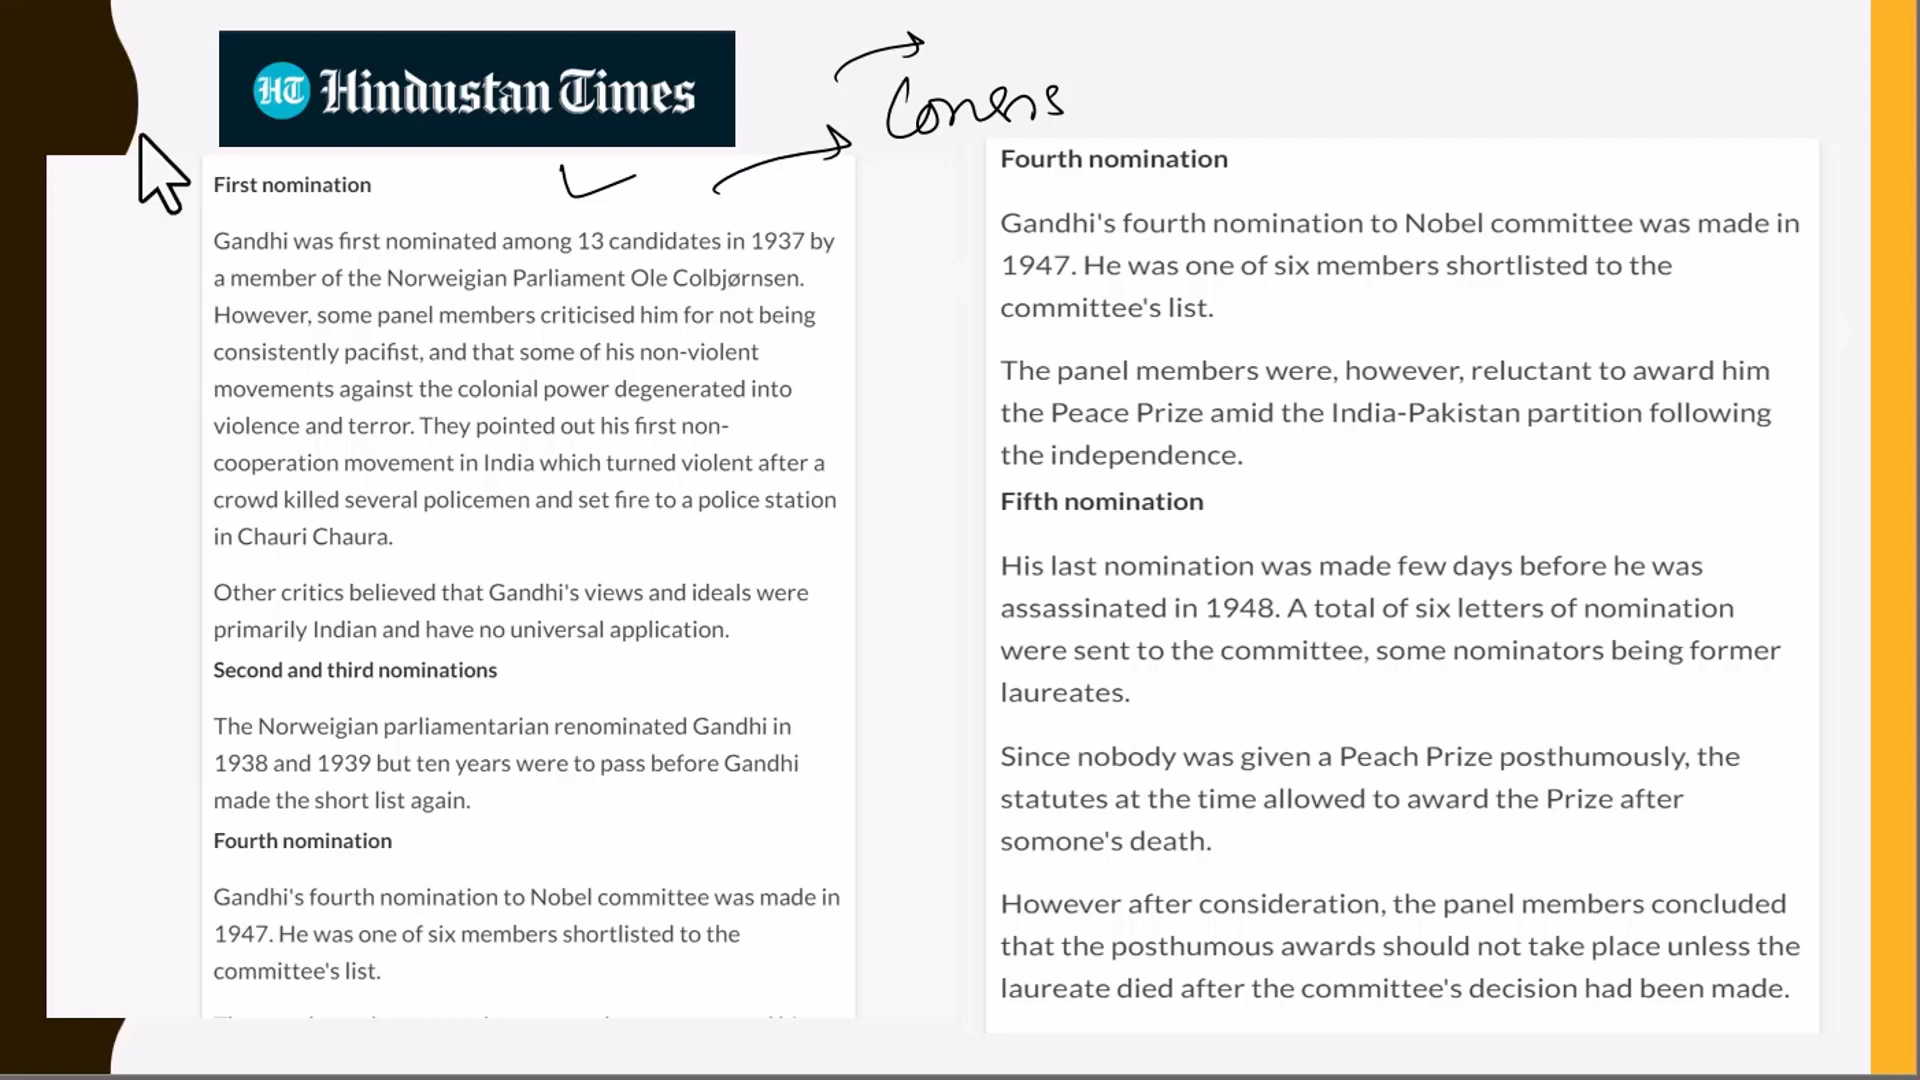 HT Hindustan Times
First nomination
Gandhi was first nominated among 13 candidates in 1937 by
a member of the Norweigian Parliament Ole Colbjørnsen.
However, some panel members criticised him for not being
consistently pacifist, and that some of his non-violent
movements against the colonial power degenerated into
violence and terror. They pointed out his first non-
cooperation movement in India which turned violent after a
crowd killed several policemen and set fire to a police station
in Chauri Chaura.
Other critics believed that Gandhi's views and ideals were
primarily Indian and have no universal application.
Second and third nominations
The Norweigian parliamentarian renominated Gandhi in
1938 and 1939 but ten years were to pass before Gandhi
made the short list again.
Fourth nomination
Gandhi's fourth nomination to Nobel committee was made in
1947. He was one of six members shortlisted to the
committee's list.
Fourth nomination
Gandhi's fourth nomination to Nobel committee was made in
1947. He was one of six members shortlisted to the
committee's list.
The panel members were, however, reluctant to award him
the Peace Prize amid the India-Pakistan partition following
the independence.
Fifth nomination
His last nomination was made few days before he was
assassinated in 1948. A total of six letters of nomination
were sent to the committee, some nominators being former
laureates.
Since nobody was given a Peach Prize posthumously, the
statutes at the time allowed to award the Prize after
somone's death.
However after consideration, the panel members concluded
that the posthumous awards should not take place unless the
laureate died after the committee's decision had been made.